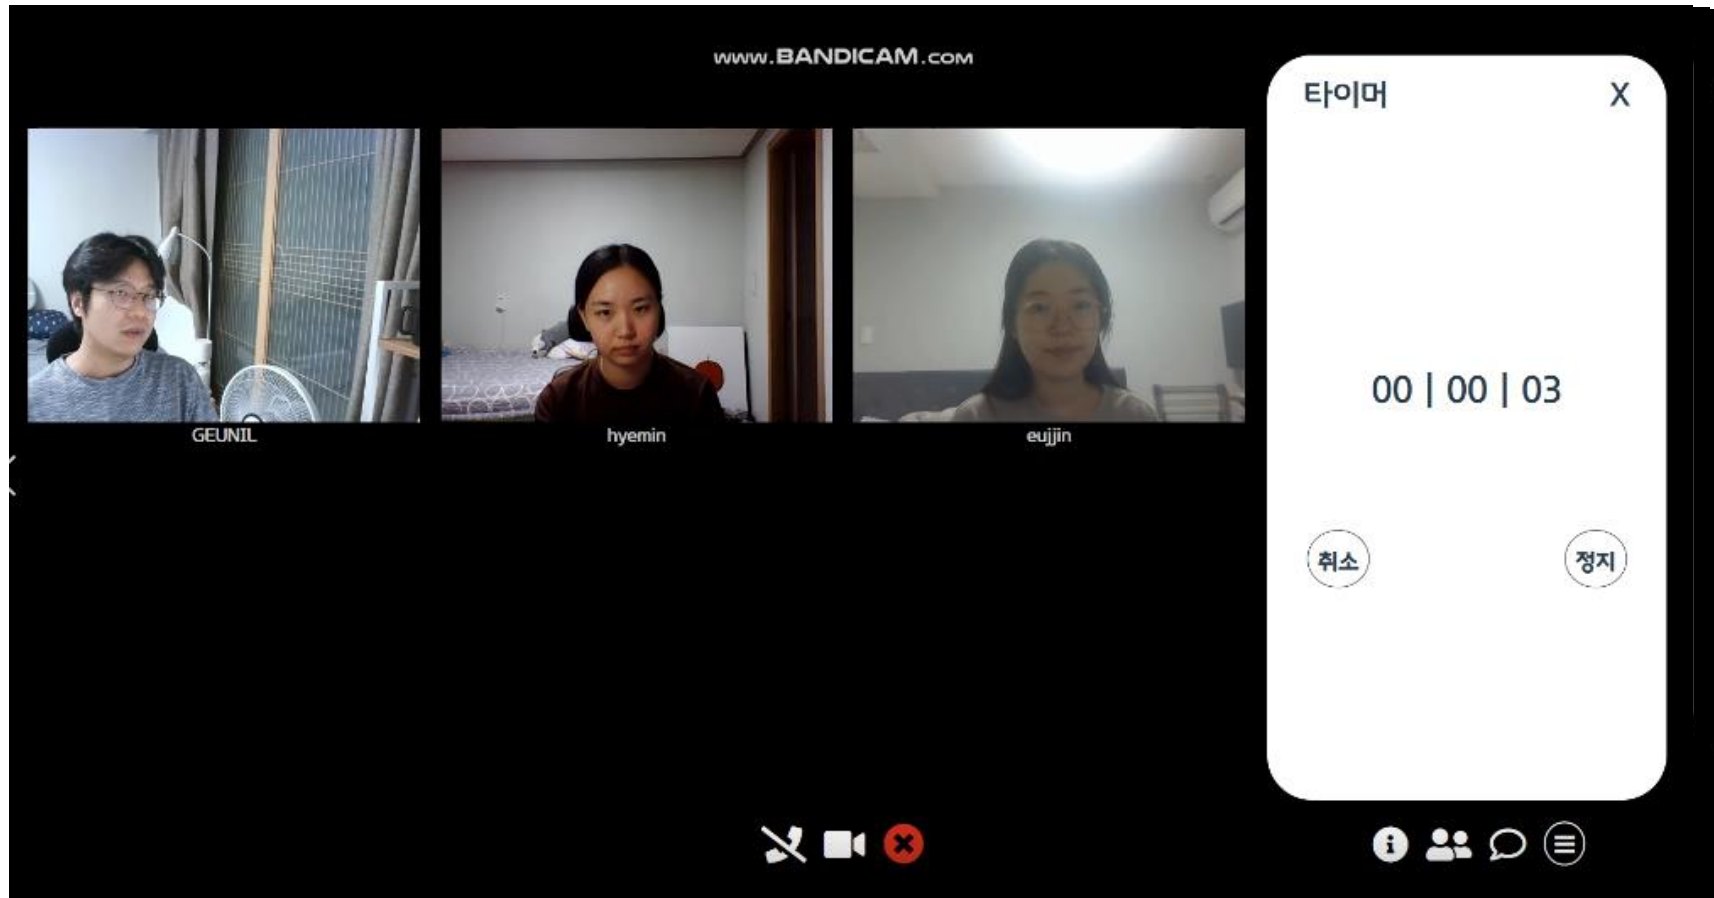 www.BANDICAM.com
타이머 X
GEUNIL
hyemin
eujjin
00 | 00 | 03
취소
정지